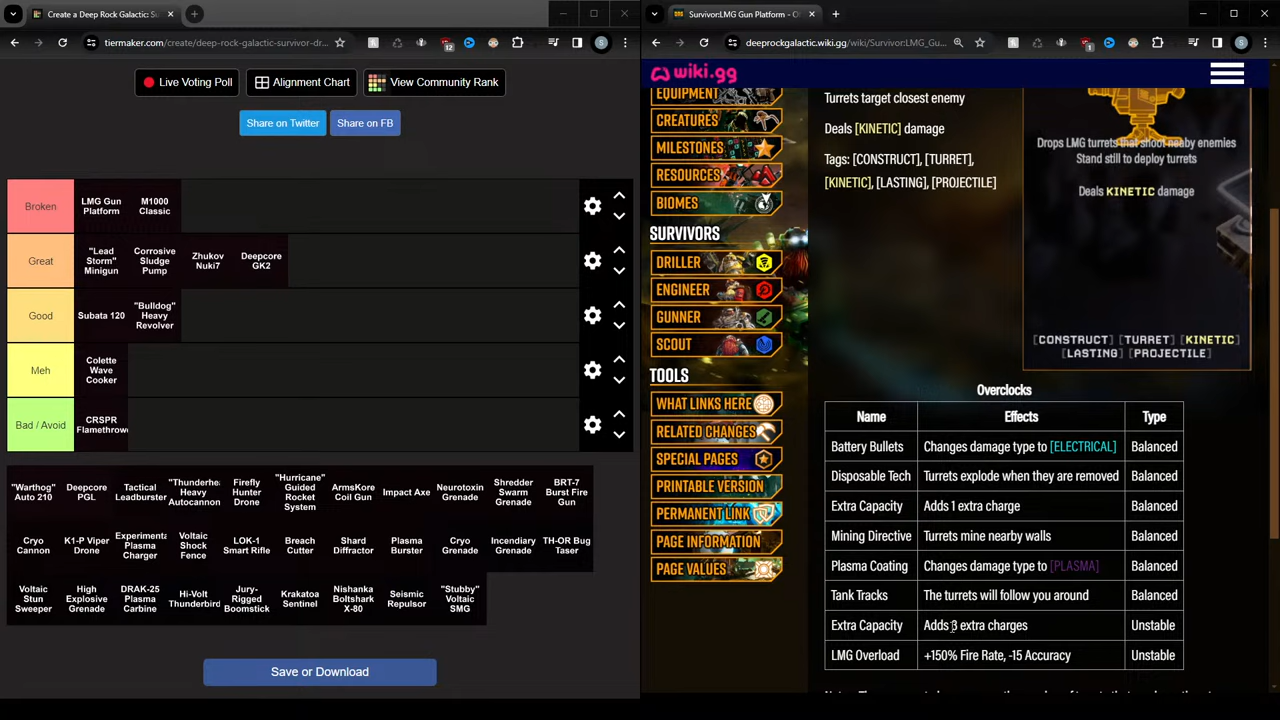 Create a Deep Rock Galactic: Su
tiermaker.com/create/deep-rock-galactic-survivor-dr...
12
S
Live Voting Poll
Alignment Chart
View Community Rank
Share on Twitter
Share on FB
Broken
LMG Gun Platform
M1000 Classic
Great
"Lead Storm" Minigun
Corrosive Sludge Pump
Zhukov Nuki7
Deepcore GK2
Good
Subata 120
"Bulldog" Heavy Revolver
Meh
Colette Wave Cooker
Bad / Avoid
CRSPR Flamethrowe
"Warthog" Auto 210
Deepcore PGL
Tactical Leadburster
"Thunderhe Heavy Autocannon
Firefly Hunter Drone
"Hurricane" Guided Rocket System
ArmsKore Coil Gun
Impact Axe
Neurotoxin Grenade
Shredder Swarm Grenade
BRT-7 Burst Fire Gun
Cryo Cannon
K1-P Viper Drone
Experimenta Plasma Charger
Voltaic Shock Fence
LOK-1 Smart Rifle
Breach Cutter
Shard Diffractor
Plasma Burster
Cryo Grenade
Incendiary Grenade
TH-OR Bug Taser
Voltaic Stun Sweeper
High Explosive Grenade
DRAK-25 Plasma Carbine
Hi-Volt Thunderbird
Jury-Rigged Boomstick
Krakatoa Sentinel
Nishanka Boltshark X-80
Seismic Repulsor
"Stubby" Voltaic SMG
Save or Download
Survivor:LMG Gun Platform - O
deeprockgalactic.wiki.gg/wiki/Survivor:LMG_Gu...
1
S
wiki.gg
EQUIPMENT
CREATURES
MILESTONES
RESOURCES
BIOMES
SURVIVORS
DRILLER
ENGINEER
GUNNER
SCOUT
TOOLS
WHAT LINKS HERE
RELATED CHANGES
SPECIAL PAGES
PRINTABLE VERSION
PERMANENT LINK
PAGE INFORMATION
PAGE VALUES
Turrets target closest enemy
Deals [KINETIC] damage
Tags: [CONSTRUCT], [TURRET],
[KINETIC], [LASTING], [PROJECTILE]
Drops LMG turrets that shoot nearby enemies
Stand still to deploy turrets
Deals KINETIC damage
[CONSTRUCT] [TURRET] [KINETIC]
[LASTING] [PROJECTILE]
Overclocks
Name Effects Type
Battery Bullets Changes damage type to [ELECTRICAL] Balanced
Disposable Tech Turrets explode when they are removed Balanced
Extra Capacity Adds 1 extra charge Balanced
Mining Directive Turrets mine nearby walls Balanced
Plasma Coating Changes damage type to [PLASMA] Balanced
Tank Tracks The turrets will follow you around Balanced
Extra Capacity Adds 3 extra charges Unstable
LMG Overload +150% Fire Rate, -15 Accuracy Unstable